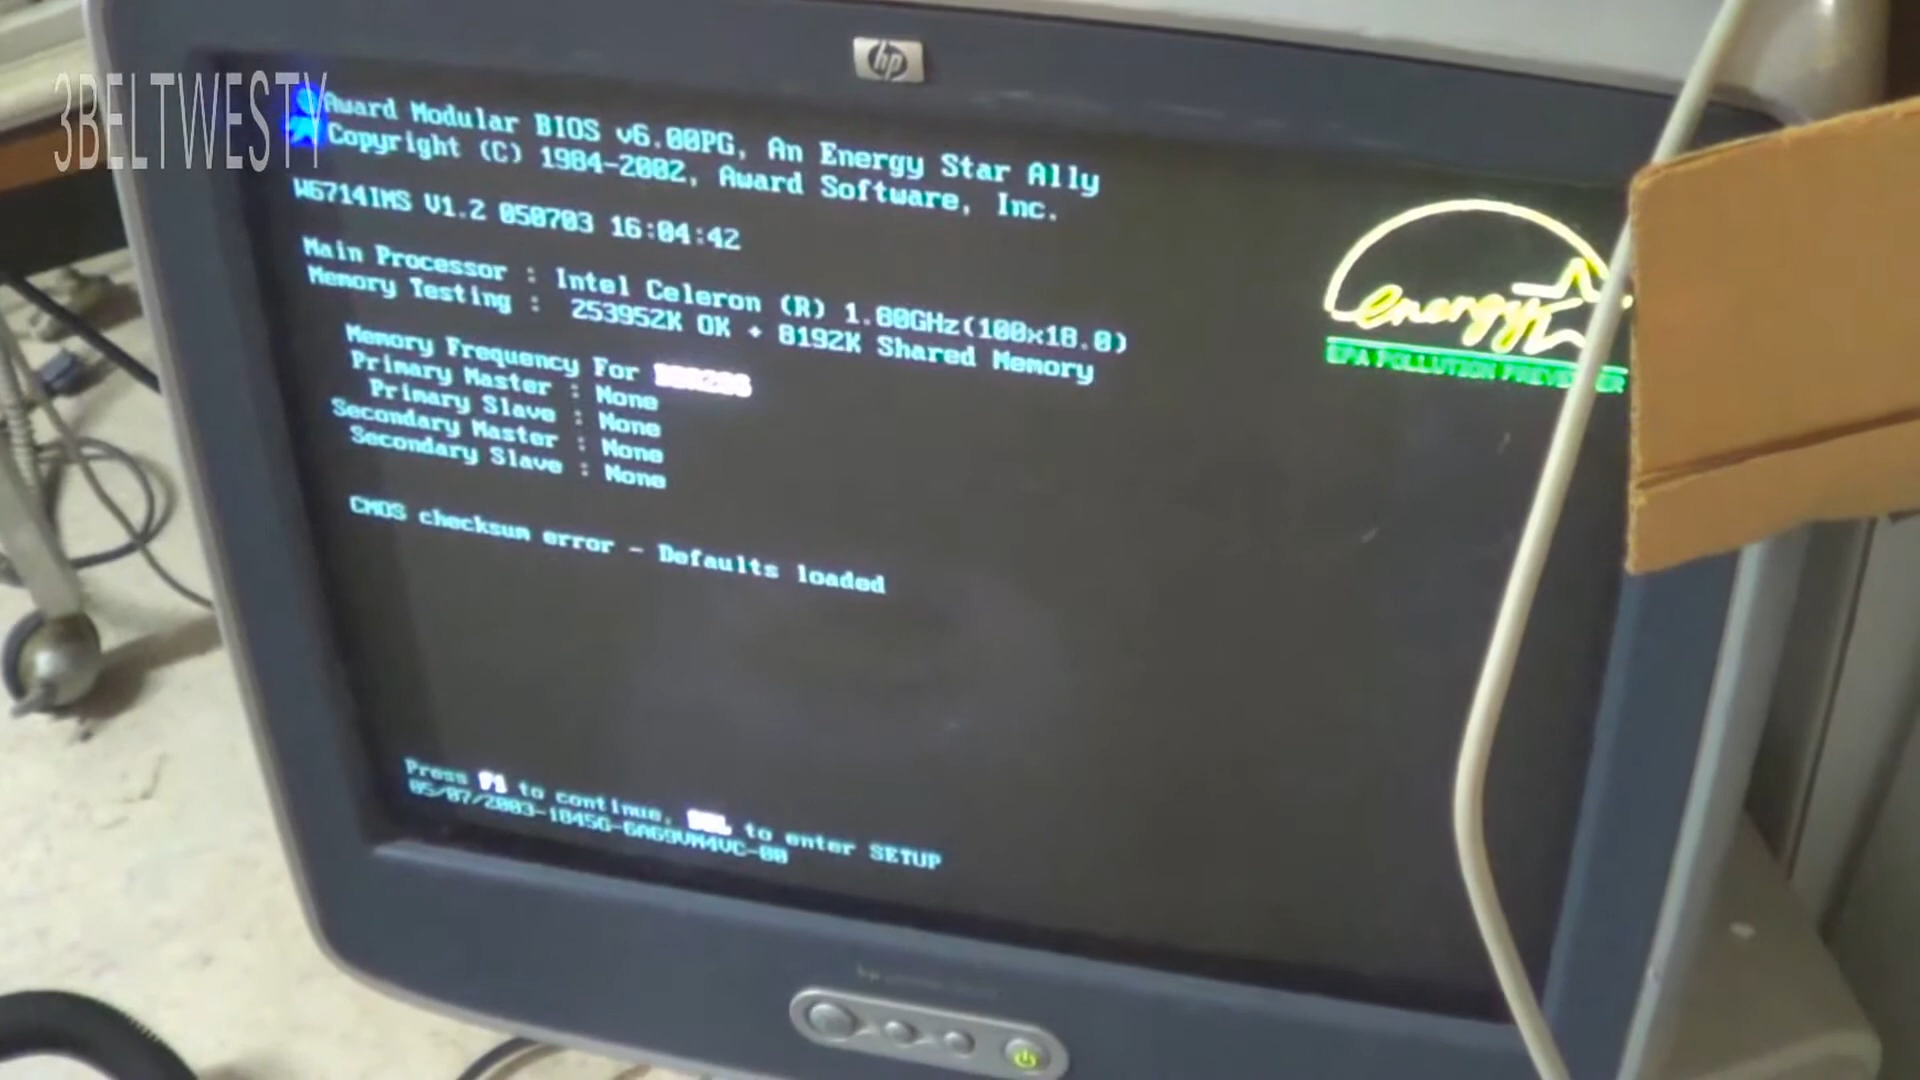 3BELTWESTY
hp
Award Modular BIOS v6.00PG, An Energy Star Ally
Copyright (C) 1984-2002, Award Software, Inc.
W6714IMS V1.2 050703 16:04:42
Main Processor : Intel Celeron (R) 1.80GHz(100x18.0)
Memory Testing : 253952K OK + 8192K Shared Memory
Memory Frequency For
Primary Master : None
Primary Slave : None
Secondary Master : None
Secondary Slave : None
CMOS checksum error - Defaults loaded
energy
EPA POLLUTION PREVENTER
Press F1 to continue, DEL to enter SETUP
05/07/2003-i845G-6A69VM4VC-00